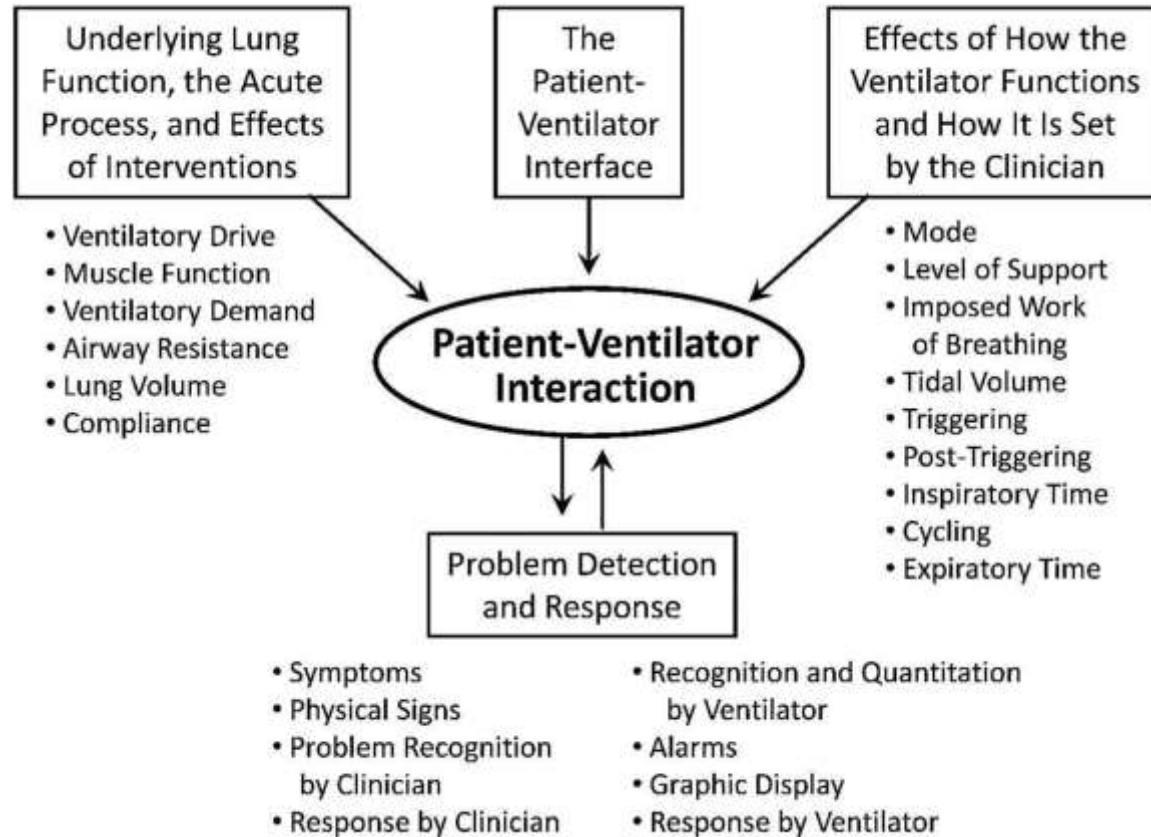 Underlying Lung
Function, the Acute
Process, and Effects
of Interventions
The
Patient-
Ventilator
Interface
Effects of How the
Ventilator Functions
and How It Is Set
by the Clinician
• Ventilatory Drive
• Muscle Function
• Ventilatory Demand
• Airway Resistance
• Lung Volume
• Compliance
• Mode
• Level of Support
• Imposed Work
of Breathing
• Tidal Volume
• Triggering
• Post-Triggering
• Inspiratory Time
• Cycling
• Expiratory Time
Patient-Ventilator
Interaction
Problem Detection
and Response
• Symptoms
• Physical Signs
• Problem Recognition
by Clinician
• Response by Clinician
• Recognition and Quantitation
by Ventilator
• Alarms
• Graphic Display
• Response by Ventilator